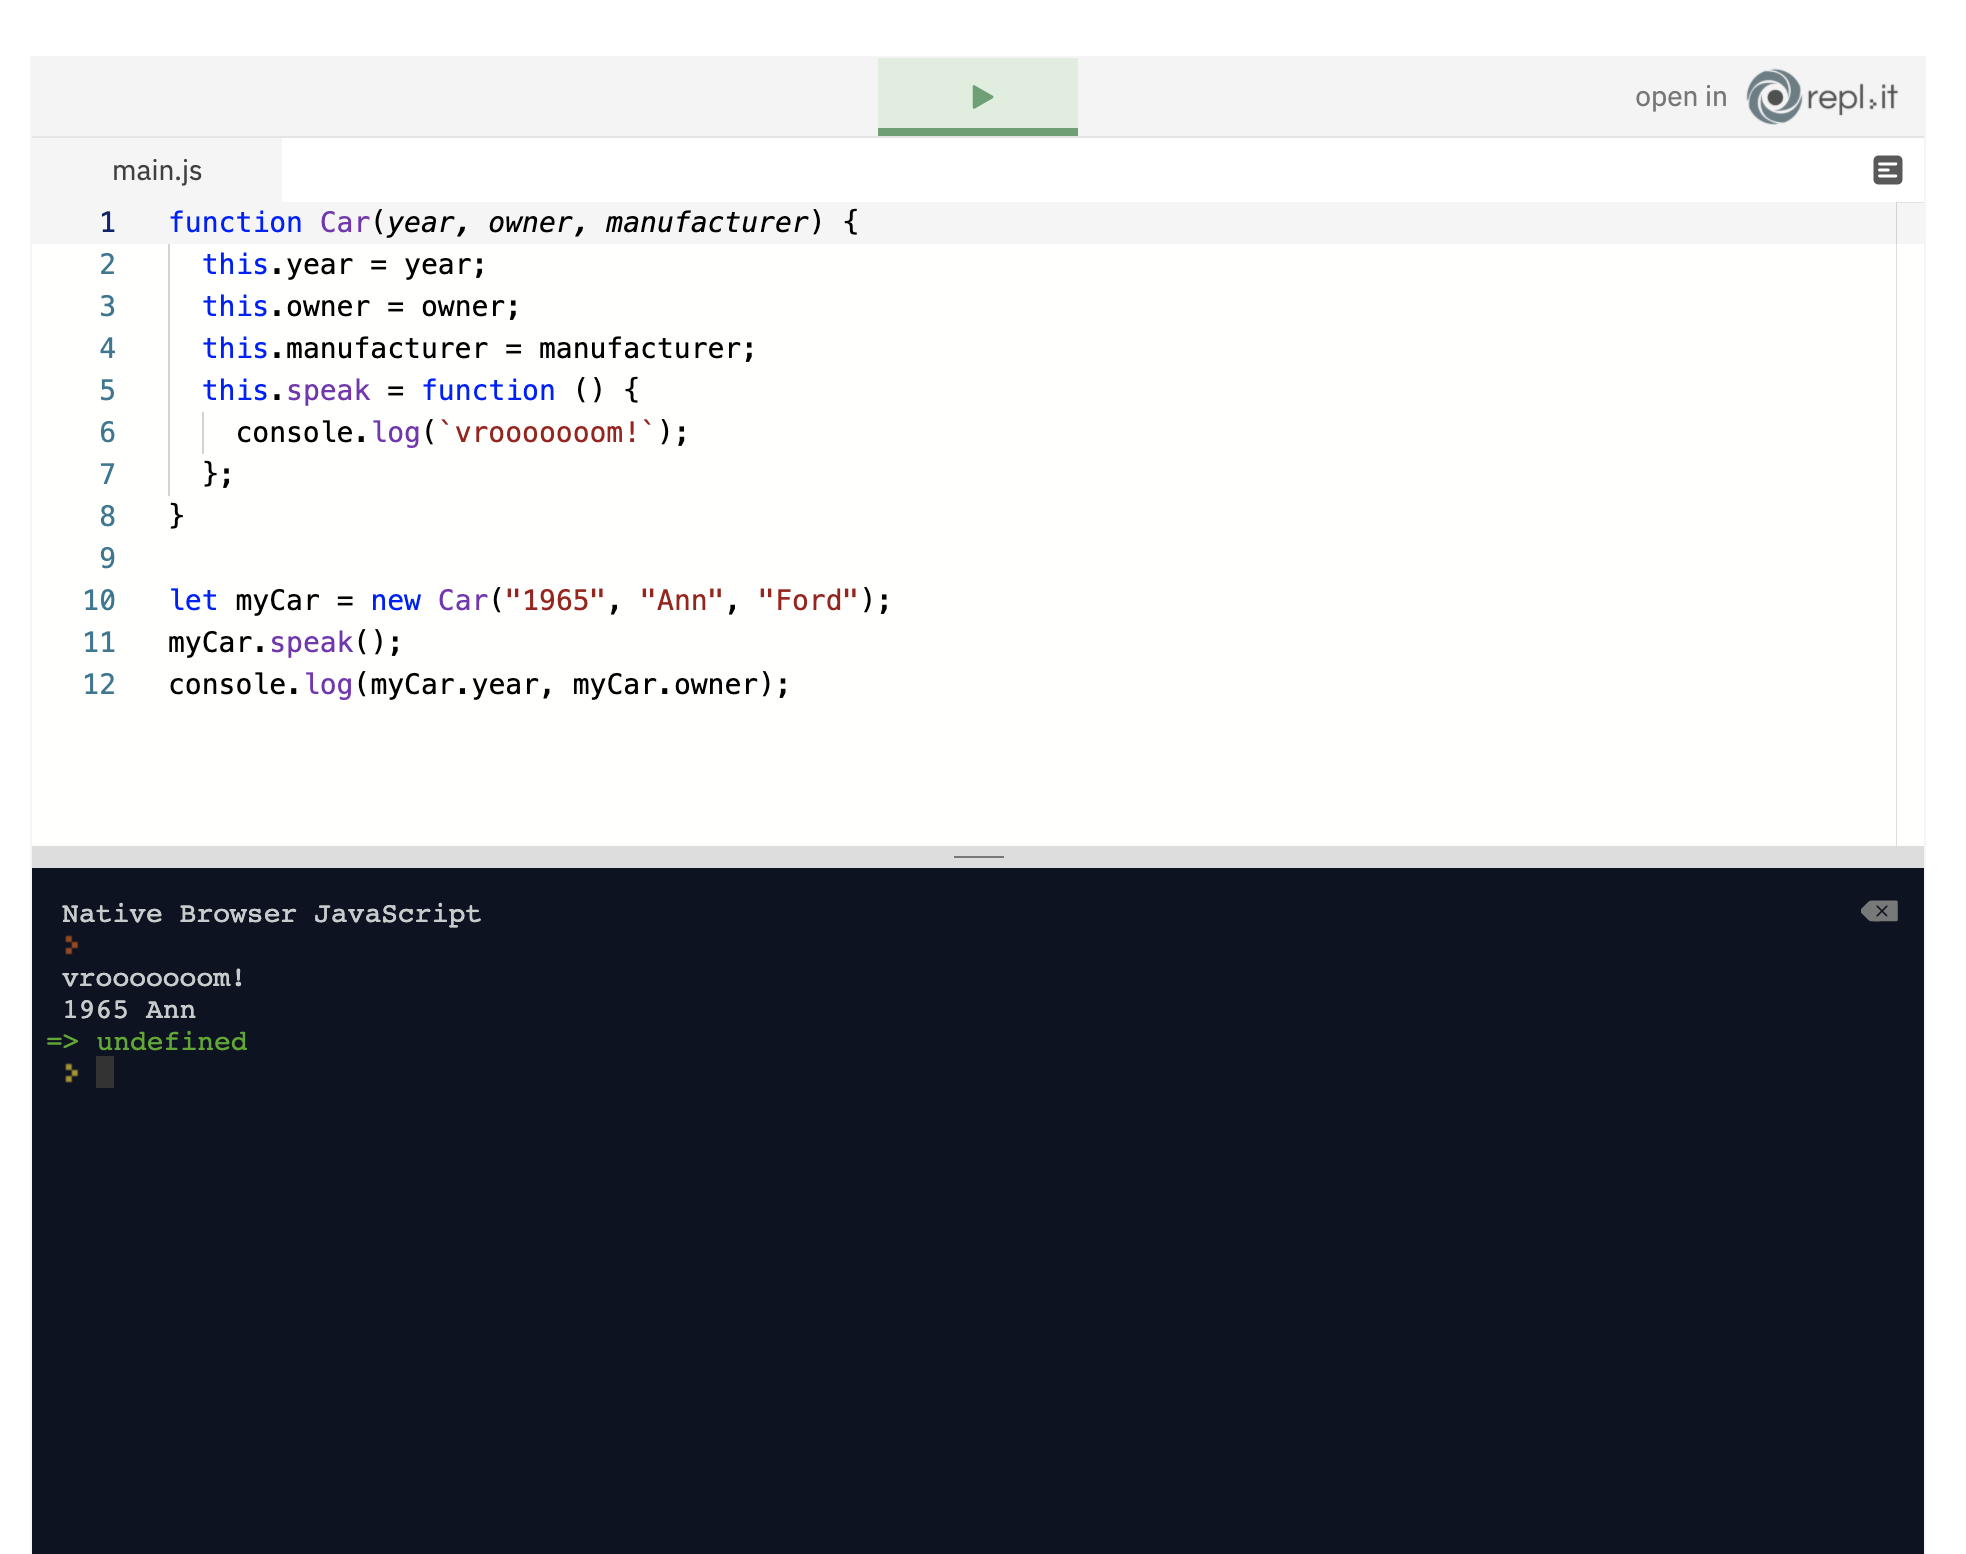 open in repl.it
main.js
1 function Car(year, owner, manufacturer) {
2 this.year = year;
3 this.owner = owner;
4 this.manufacturer = manufacturer;
5 this.speak = function () {
6 console.log(`vrooooooom!`);
7 };
8 }
9
10 let myCar = new Car("1965", "Ann", "Ford");
11 myCar.speak();
12 console.log(myCar.year, myCar.owner);
Native Browser JavaScript
vrooooooom!
1965 Ann
=> undefined